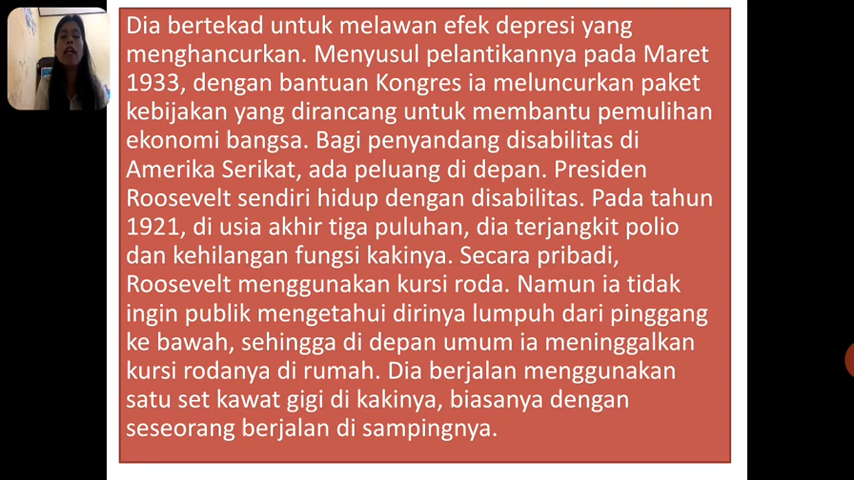 Dia bertekad untuk melawan efek depresi yang
menghancurkan. Menyusul pelantikannya pada Maret
1933, dengan bantuan Kongres ia meluncurkan paket
kebijakan yang dirancang untuk membantu pemulihan
ekonomi bangsa. Bagi penyandang disabilitas di
Amerika Serikat, ada peluang di depan. Presiden
Roosevelt sendiri hidup dengan disabilitas. Pada tahun
1921, di usia akhir tiga puluhan, dia terjangkit polio
dan kehilangan fungsi kakinya. Secara pribadi,
Roosevelt menggunakan kursi roda. Namun ia tidak
ingin publik mengetahui dirinya lumpuh dari pinggang
ke bawah, sehingga di depan umum ia meninggalkan
kursi rodanya di rumah. Dia berjalan menggunakan
satu set kawat gigi di kakinya, biasanya dengan
seseorang berjalan di sampingnya.